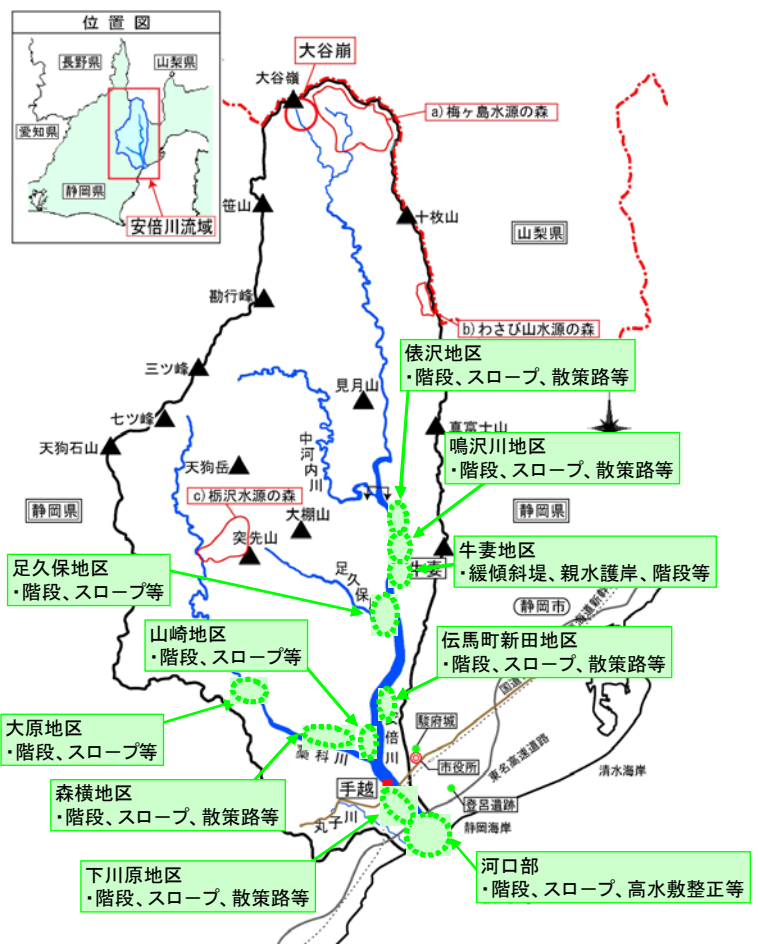 位置図
長野県
山梨県
愛知県
静岡県
安倍川流域
大谷崩
大谷嶺
a)梅ヶ島水源の森
笹山
十枚山
山梨県
勘行峰
b)わさび山水源の森
俵沢地区
・階段、スロープ、散策路等
三ツ峰
見月山
七ツ峰
真富士山
天狗石山
中河内川
鳴沢川地区
・階段、スロープ、散策路等
天狗岳
c)栃沢水源の森
大棚山
静岡県
静岡県
突先山
牛妻
牛妻地区
・緩傾斜堤、親水護岸、階段等
足久保地区
・階段、スロープ等
足久保
静岡市
海道新幹
山崎地区
・階段、スロープ等
伝馬町新田地区
・階段、スロープ、散策路等
国道
大原地区
・階段、スロープ等
駿府城
安倍川
藁科川
市役所
東名高速道路
清水海岸
森横地区
・階段、スロープ、散策路等
手越
登呂遺跡
丸子川
静岡海岸
下川原地区
・階段、スロープ、散策路等
河口部
・階段、スロープ、高水敷整正等